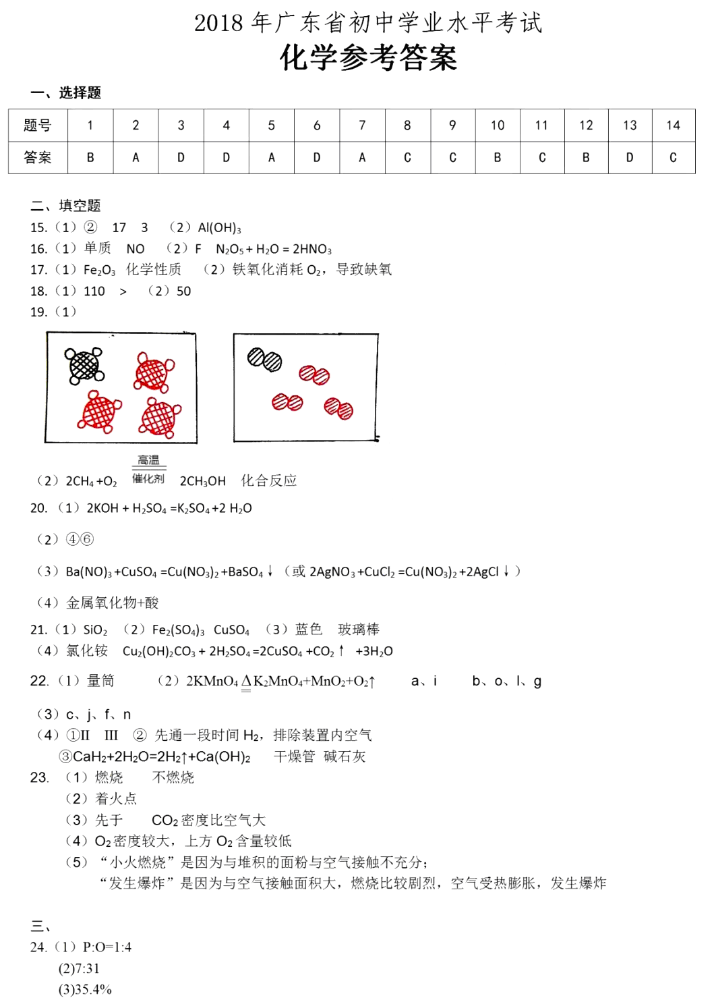 2018 年广东省初中学业水平考试
化学参考答案
一、选择题
题号 1 2 3 4 5 6 7 8 9 10 11 12 13 14
答案 B A D D A D A C C B C B D C
二、填空题
15.（1）② 17 3 （2）Al(OH)₃
16.（1）单质 NO （2）F N₂O₅ + H₂O = 2HNO₃
17.（1）Fe₂O₃ 化学性质 （2）铁氧化消耗 O₂，导致缺氧
18.（1）110 > （2）50
19.（1）
（2）2CH₄ +O₂ 高温 催化剂 2CH₃OH 化合反应
20.（1）2KOH + H₂SO₄ =K₂SO₄ +2 H₂O
（2）④⑥
（3）Ba(NO)₃ +CuSO₄ =Cu(NO₃)₂ +BaSO₄↓（或 2AgNO₃ +CuCl₂ =Cu(NO₃)₂ +2AgCl↓）
（4）金属氧化物+酸
21.（1）SiO₂ （2）Fe₂(SO₄)₃ CuSO₄ （3）蓝色 玻璃棒
（4）氯化铵 Cu₂(OH)₂CO₃ + 2H₂SO₄ =2CuSO₄ +CO₂↑ +3H₂O
22.（1）量筒 （2）2KMnO₄ ≜ K₂MnO₄+MnO₂+O₂↑ a、i b、o、l、g
（3）c、j、f、n
（4）①II III ② 先通一段时间 H₂，排除装置内空气
③CaH₂+2H₂O=2H₂↑+Ca(OH)₂ 干燥管 碱石灰
23.（1）燃烧 不燃烧
（2）着火点
（3）先于 CO₂ 密度比空气大
（4）O₂ 密度较大，上方 O₂ 含量较低
（5）“小火燃烧”是因为与堆积的面粉与空气接触不充分；
“发生爆炸”是因为与空气接触面积大，燃烧比较剧烈，空气受热膨胀，发生爆炸
三、
24.（1）P:O=1:4
(2)7:31
(3)35.4%